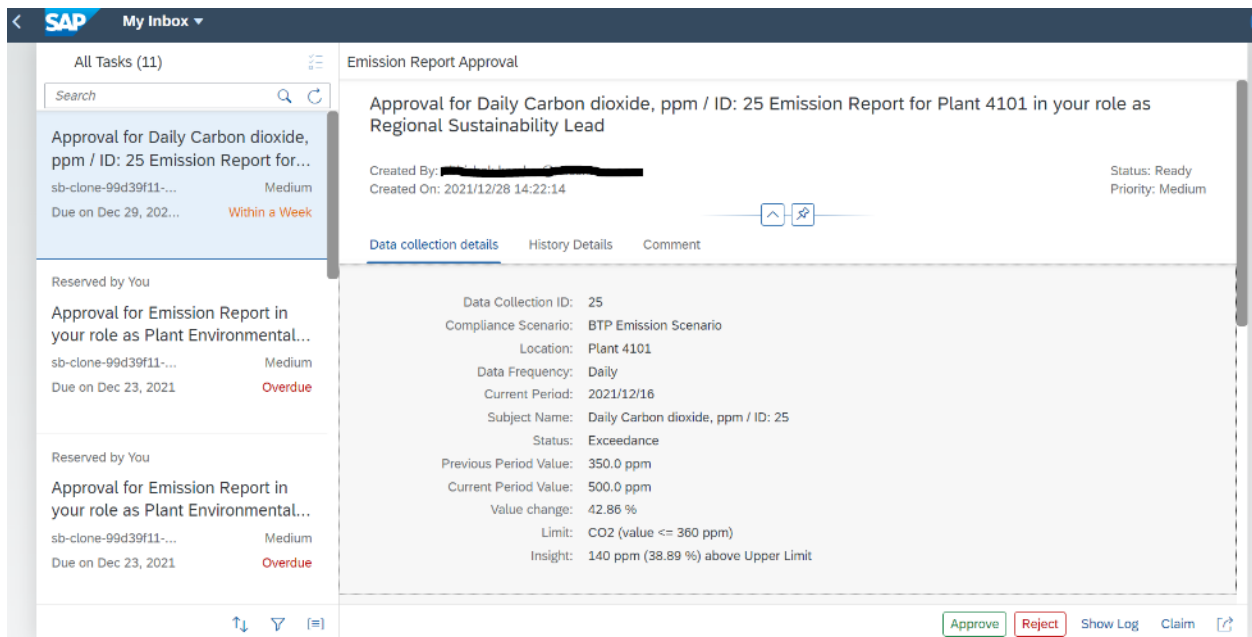 SAP My Inbox
All Tasks (11)
Search
Approval for Daily Carbon dioxide,
ppm / ID: 25 Emission Report for...
sb-clone-99d39f11-... Medium
Due on Dec 29, 202... Within a Week
Reserved by You
Approval for Emission Report in
your role as Plant Environmental...
sb-clone-99d39f11-... Medium
Due on Dec 23, 2021 Overdue
Reserved by You
Approval for Emission Report in
your role as Plant Environmental...
sb-clone-99d39f11-... Medium
Due on Dec 23, 2021 Overdue
Emission Report Approval
Approval for Daily Carbon dioxide, ppm / ID: 25 Emission Report for Plant 4101 in your role as
Regional Sustainability Lead
Created By:
Created On: 2021/12/28 14:22:14
Status: Ready
Priority: Medium
Data collection details History Details Comment
Data Collection ID: 25
Compliance Scenario: BTP Emission Scenario
Location: Plant 4101
Data Frequency: Daily
Current Period: 2021/12/16
Subject Name: Daily Carbon dioxide, ppm / ID: 25
Status: Exceedance
Previous Period Value: 350.0 ppm
Current Period Value: 500.0 ppm
Value change: 42.86 %
Limit: CO2 (value <= 360 ppm)
Insight: 140 ppm (38.89 %) above Upper Limit
Approve Reject Show Log Claim